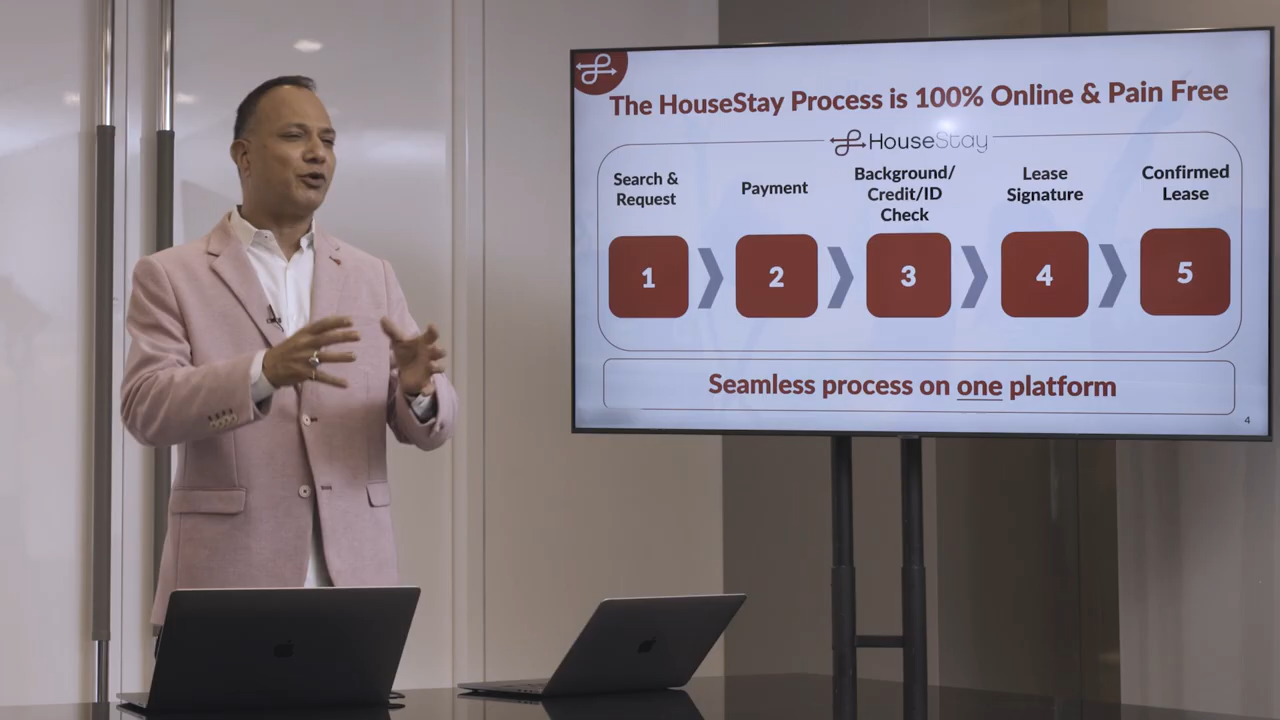 The HouseStay Process is 100% Online & Pain Free
HouseStay
Search &
Request
Payment
Background/
Credit/ID
Check
Lease
Signature
Confirmed
Lease
1
2
3
4
5
Seamless process on one platform
4